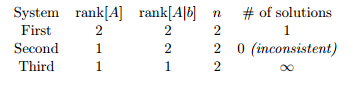 System rank[A] rank[A|b] n # of solutions
First 2 2 2 1
Second 1 2 2 0 (inconsistent)
Third 1 1 2 ∞